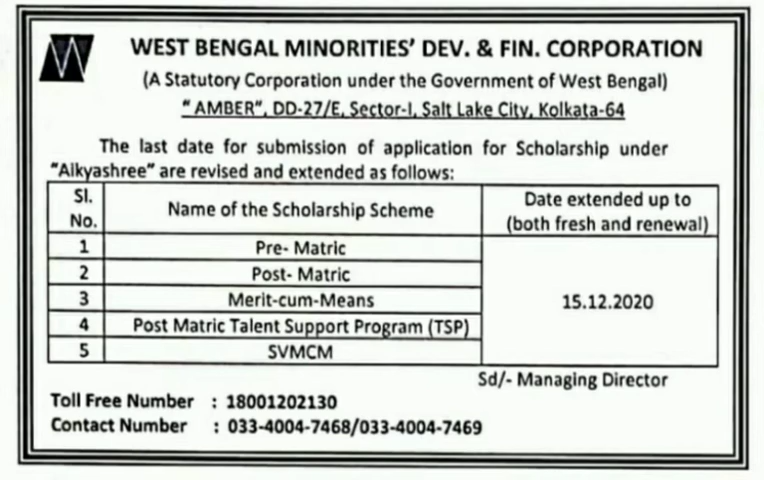 WEST BENGAL MINORITIES' DEV. & FIN. CORPORATION
(A Statutory Corporation under the Government of West Bengal)
"AMBER", DD-27/E, Sector-I, Salt Lake City, Kolkata-64
The last date for submission of application for Scholarship under
"Aikyashree" are revised and extended as follows:
Sl. No. Name of the Scholarship Scheme Date extended up to (both fresh and renewal)
1 Pre- Matric
2 Post- Matric
3 Merit-cum-Means 15.12.2020
4 Post Matric Talent Support Program (TSP)
5 SVMCM
Sd/- Managing Director
Toll Free Number : 18001202130
Contact Number : 033-4004-7468/033-4004-7469